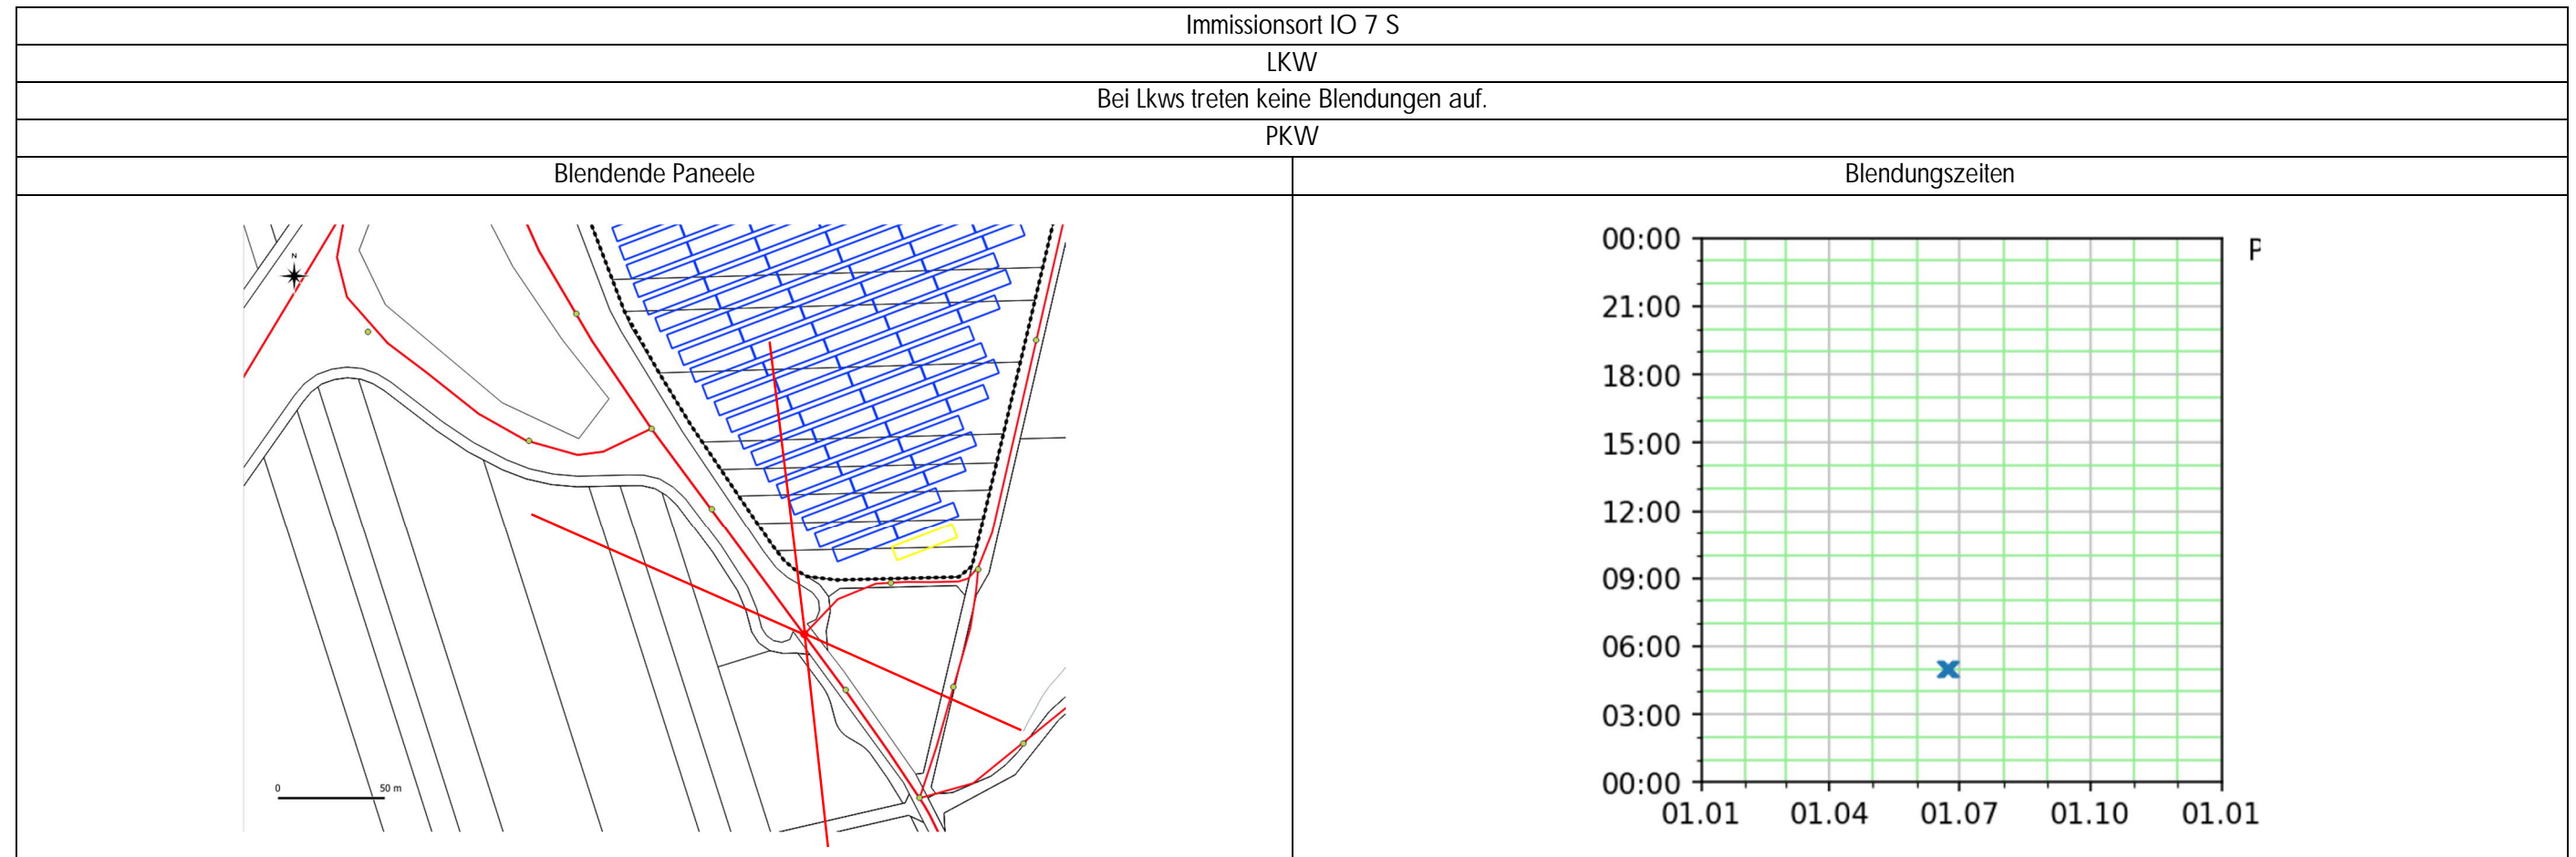 Immissionsort IO 7 S
LKW
Bei Lkws treten keine Blendungen auf.
PKW
Blendende Paneele
Blendungszeiten
N
0 50 m
00:00
P
21:00
18:00
15:00
12:00
09:00
06:00
03:00
00:00
01.01 01.04 01.07 01.10 01.01